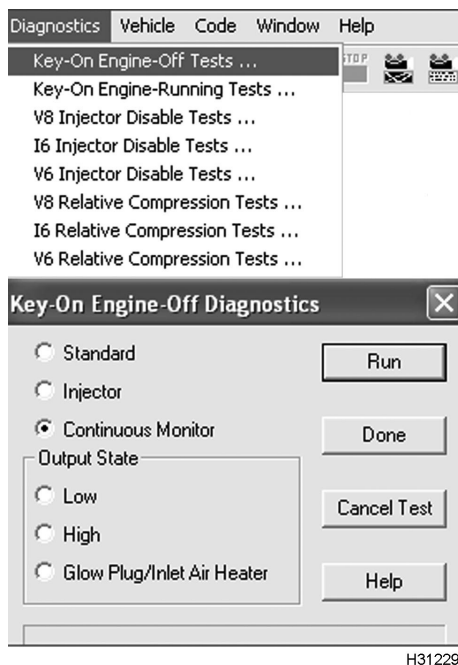 Diagnostics Vehicle Code Window Help
Key-On Engine-Off Tests ...
STOP
Key-On Engine-Running Tests ...
V8 Injector Disable Tests ...
I6 Injector Disable Tests ...
V6 Injector Disable Tests ...
V8 Relative Compression Tests ...
I6 Relative Compression Tests ...
V6 Relative Compression Tests ...
Key-On Engine-Off Diagnostics
Standard
Run
Injector
Continuous Monitor
Done
Output State
Low
Cancel Test
High
Glow Plug/Inlet Air Heater
Help
H31229